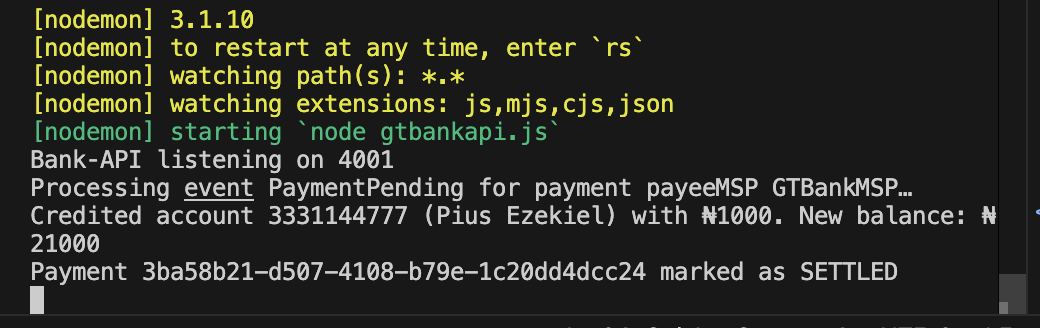 [nodemon] 3.1.10
[nodemon] to restart at any time, enter `rs`
[nodemon] watching path(s): *.*
[nodemon] watching extensions: js,mjs,cjs,json
[nodemon] starting `node gtbankapi.js`
Bank-API listening on 4001
Processing event PaymentPending for payment payeeMSP GTBankMSP…
Credited account 3331144777 (Pius Ezekiel) with ₦1000. New balance: ₦
21000
Payment 3ba58b21-d507-4108-b79e-1c20dd4dcc24 marked as SETTLED